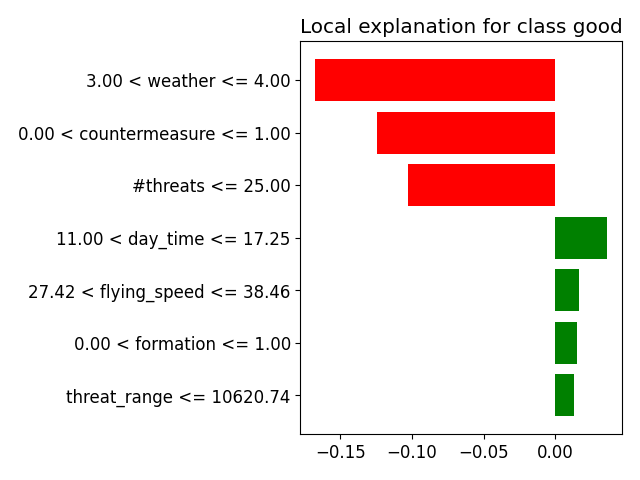 Local explanation for class good
3.00 < weather <= 4.00
0.00 < countermeasure <= 1.00
#threats <= 25.00
11.00 < day_time <= 17.25
27.42 < flying_speed <= 38.46
0.00 < formation <= 1.00
threat_range <= 10620.74
−0.15 −0.10 −0.05 0.00